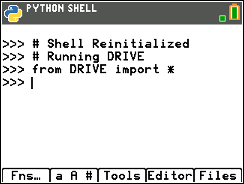 PYTHON SHELL
>>> # Shell Reinitialized
>>> # Running DRIVE
>>> from DRIVE import *
>>>
Fns… a A # Tools Editor Files